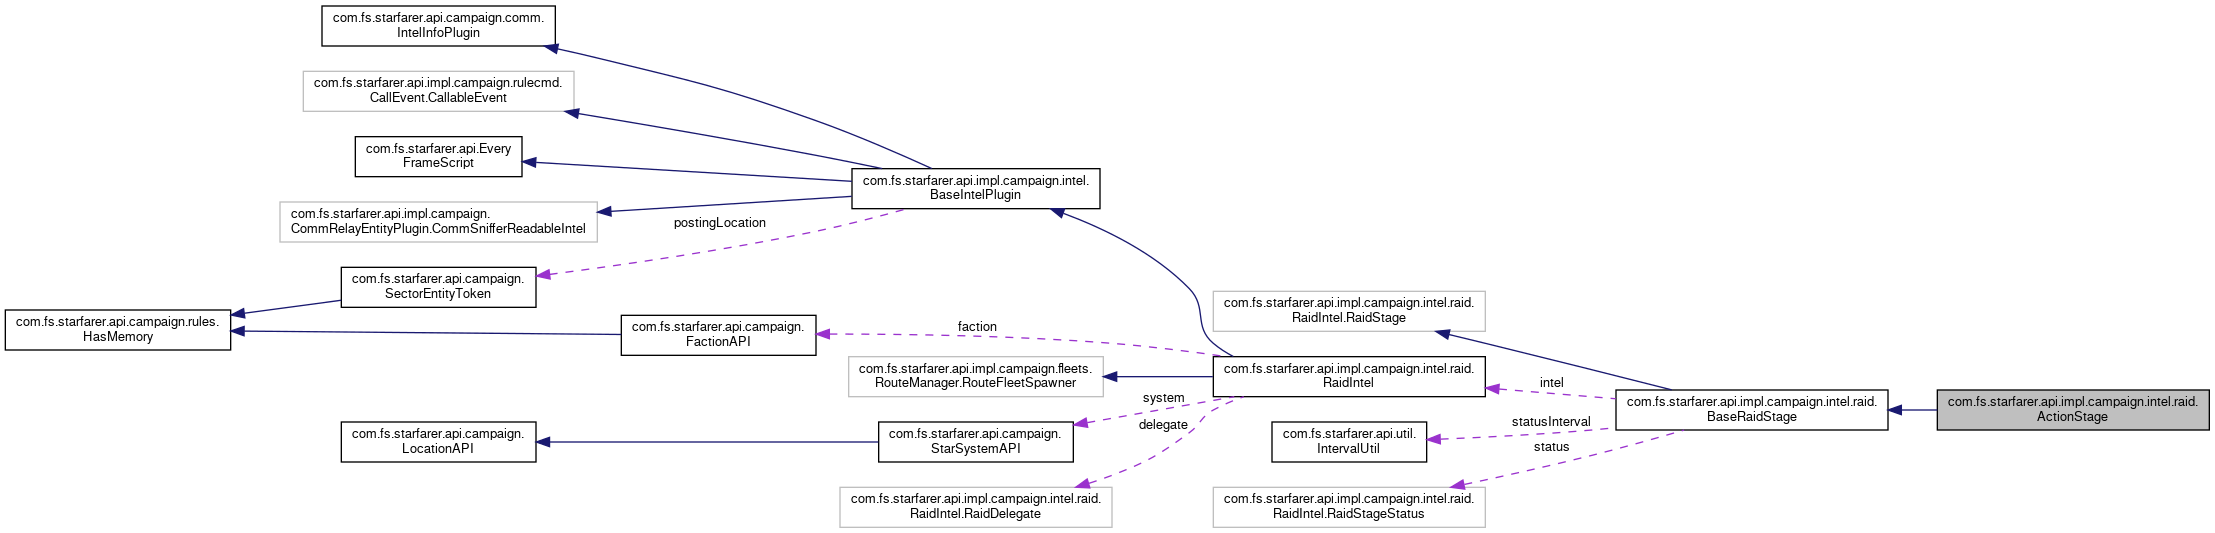 com.fs.starfarer.api.campaign.comm.
IntelInfoPlugin
com.fs.starfarer.api.impl.campaign.rulecmd.
CallEvent.CallableEvent
com.fs.starfarer.api.Every
FrameScript
com.fs.starfarer.api.impl.campaign.intel.
BaseIntelPlugin
com.fs.starfarer.api.impl.campaign.
CommRelayEntityPlugin.CommSnifferReadableIntel
postingLocation
com.fs.starfarer.api.campaign.
SectorEntityToken
com.fs.starfarer.api.campaign.rules.
HasMemory
com.fs.starfarer.api.campaign.
FactionAPI
faction
com.fs.starfarer.api.impl.campaign.intel.raid.
RaidIntel.RaidStage
com.fs.starfarer.api.impl.campaign.fleets.
RouteManager.RouteFleetSpawner
com.fs.starfarer.api.impl.campaign.intel.raid.
RaidIntel
intel
com.fs.starfarer.api.impl.campaign.intel.raid.
BaseRaidStage
com.fs.starfarer.api.impl.campaign.intel.raid.
ActionStage
system
delegate
statusInterval
status
com.fs.starfarer.api.campaign.
LocationAPI
com.fs.starfarer.api.campaign.
StarSystemAPI
com.fs.starfarer.api.util.
IntervalUtil
com.fs.starfarer.api.impl.campaign.intel.raid.
RaidIntel.RaidDelegate
com.fs.starfarer.api.impl.campaign.intel.raid.
RaidIntel.RaidStageStatus